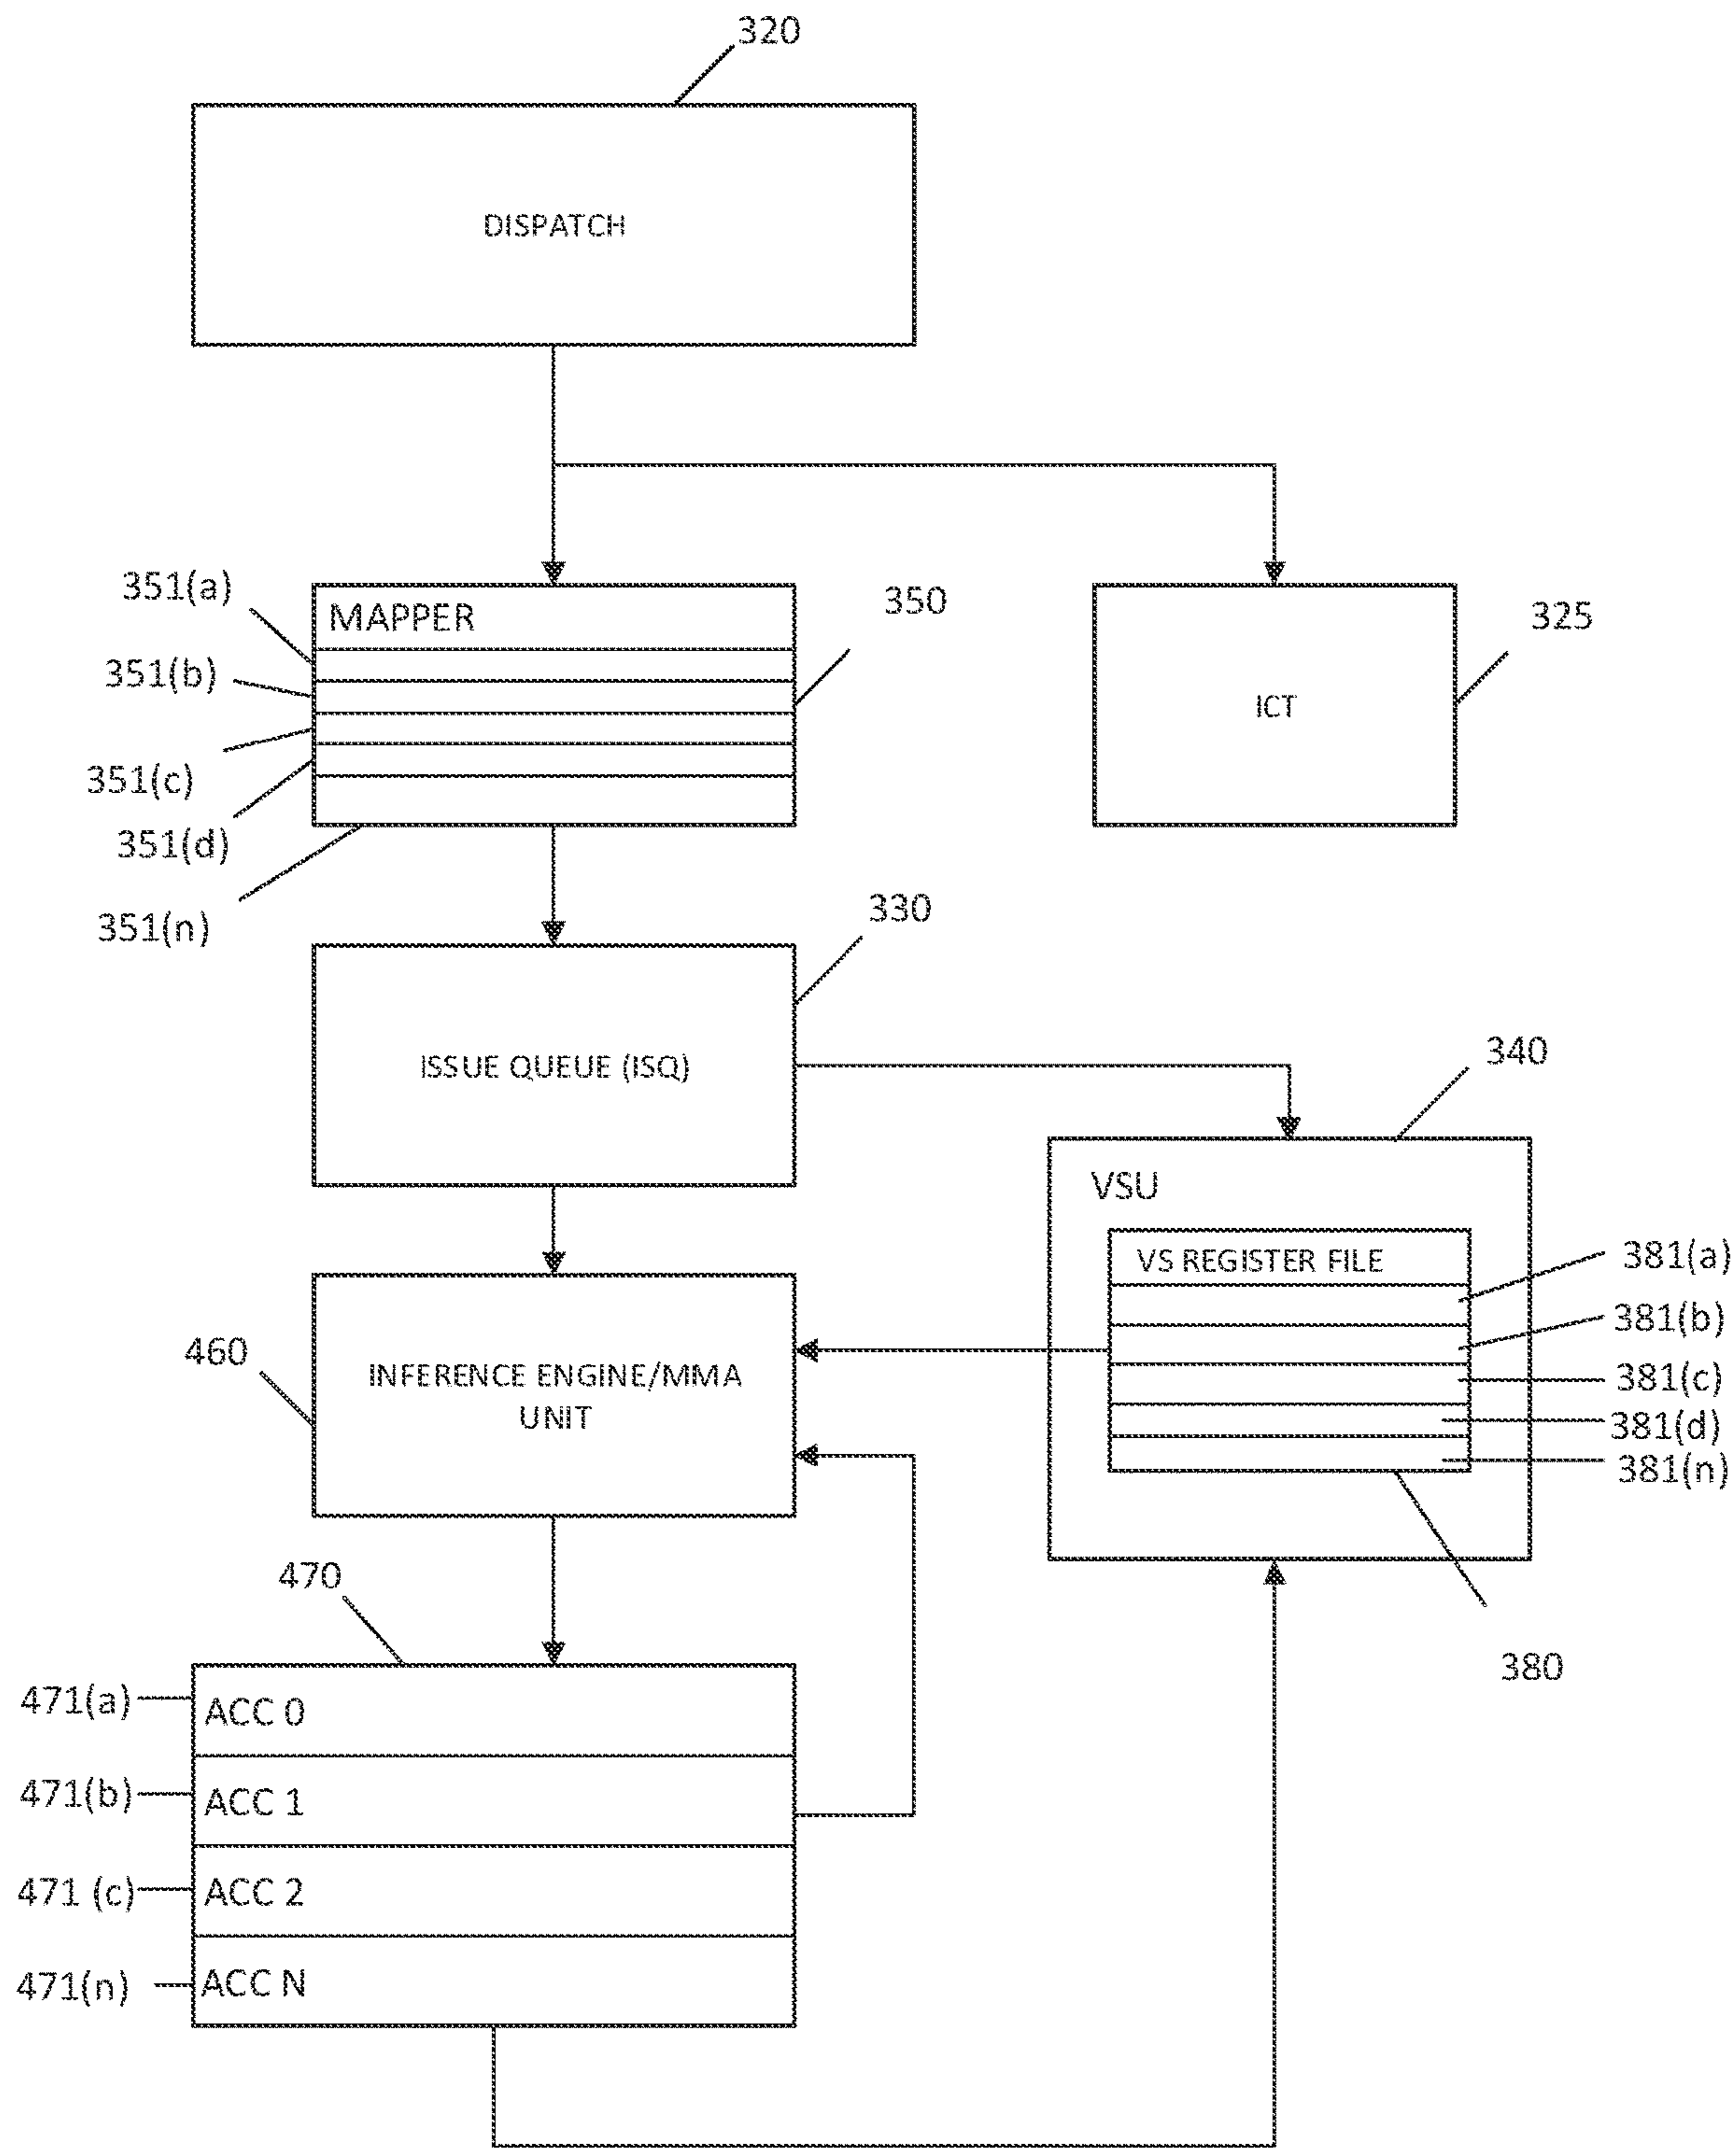 320
DISPATCH
351(a)
MAPPER
350
325
351(b)
ICT
351(c)
351(d)
351(n)
330
ISSUE QUEUE (ISQ)
340
VSU
VS REGISTER FILE
381(a)
381(b)
460
INFERENCE ENGINE/MMA
UNIT
381(c)
381(d)
381(n)
470
380
471(a)
ACC 0
471(b)
ACC 1
471 (c)
ACC 2
471(n)
ACC N